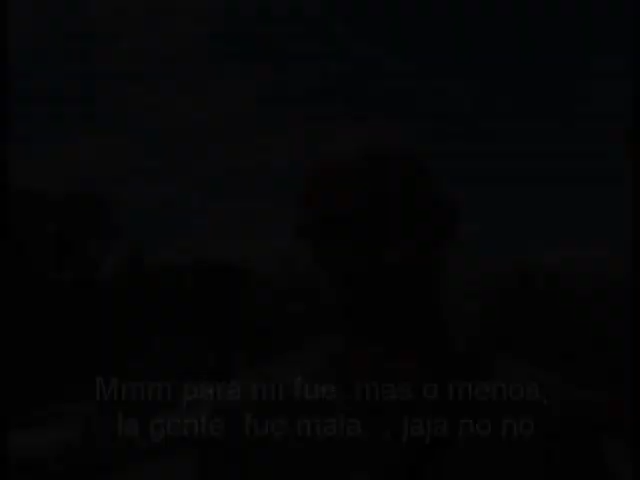 Mmm para mi fue mas o menos,
la gente fue mala . . jaja no no